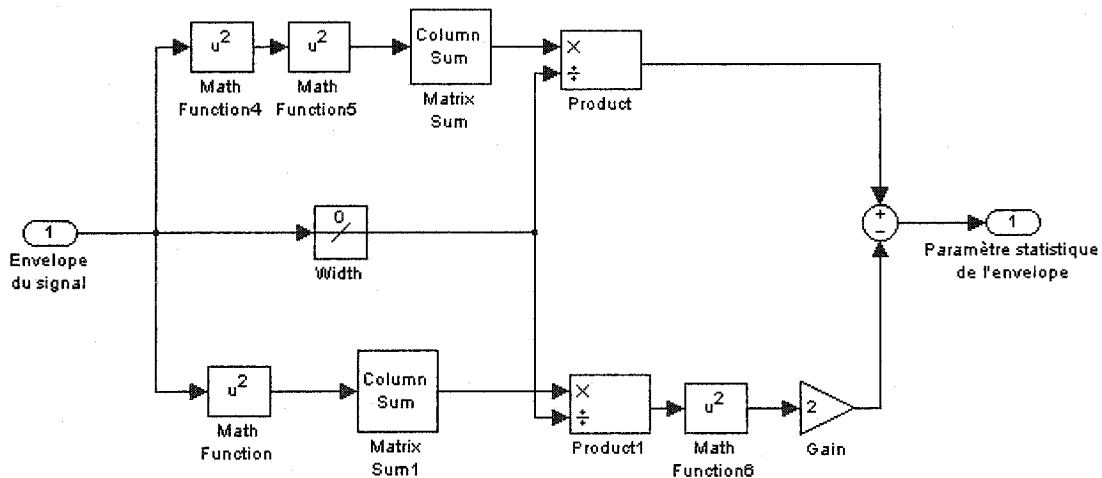 u²
Math
Function4
u²
Math
Function5
Column
Sum
Matrix
Sum
×
÷
Product
1
Envelope
du signal
0
Width
+
−
1
Paramètre statistique
de l'envelope
u²
Math
Function
Column
Sum
Matrix
Sum1
×
÷
Product1
u²
Math
Function6
2
Gain